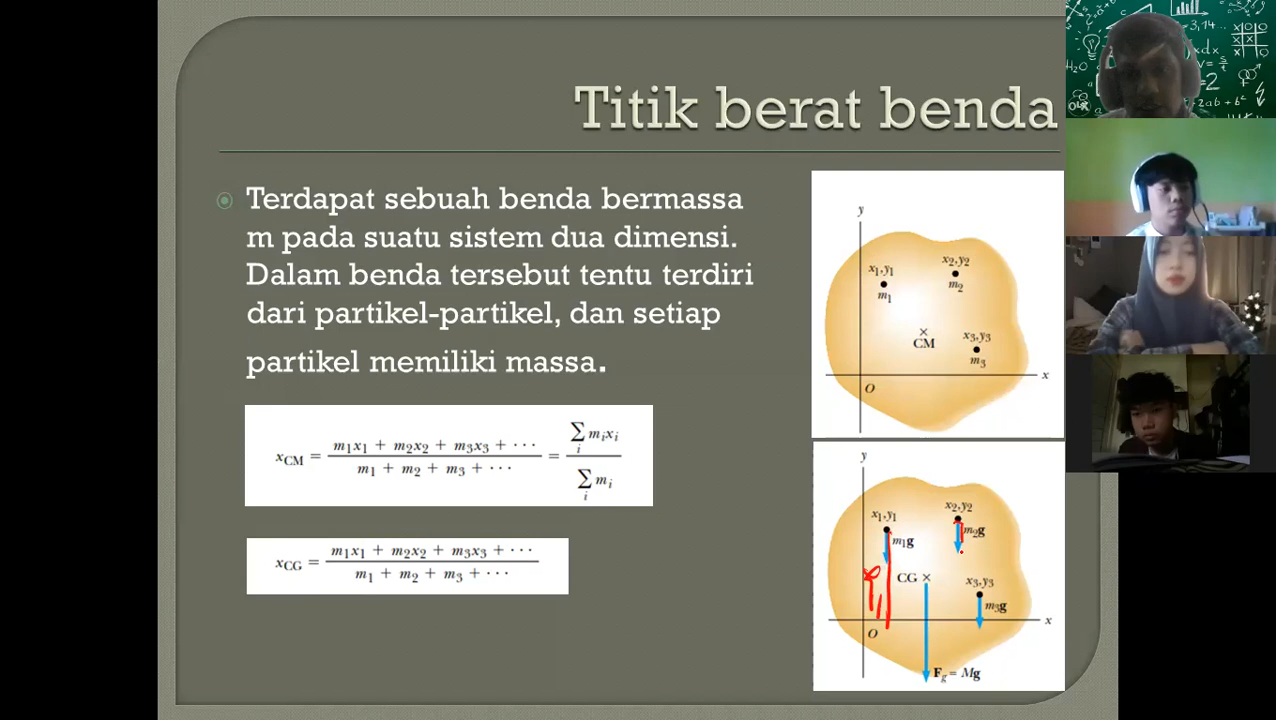 Titik berat benda
Terdapat sebuah benda bermassa
m pada suatu sistem dua dimensi.
Dalam benda tersebut tentu terdiri
dari partikel-partikel, dan setiap
partikel memiliki massa.
x_CM = (m₁x₁ + m₂x₂ + m₃x₃ + ···)/(m₁ + m₂ + m₃ + ···) = (∑ᵢ mᵢxᵢ)/(∑ᵢ mᵢ)
x_CG = (m₁x₁ + m₂x₂ + m₃x₃ + ···)/(m₁ + m₂ + m₃ + ···)
y
x₁,y₁
m₁
x₂,y₂
m₂
CM
x₃,y₃
m₃
x
O
y
x₁,y₁
m₁g
x₂,y₂
m₂g
CG
x₃,y₃
m₃g
x
O
F_g = Mg
3,14...